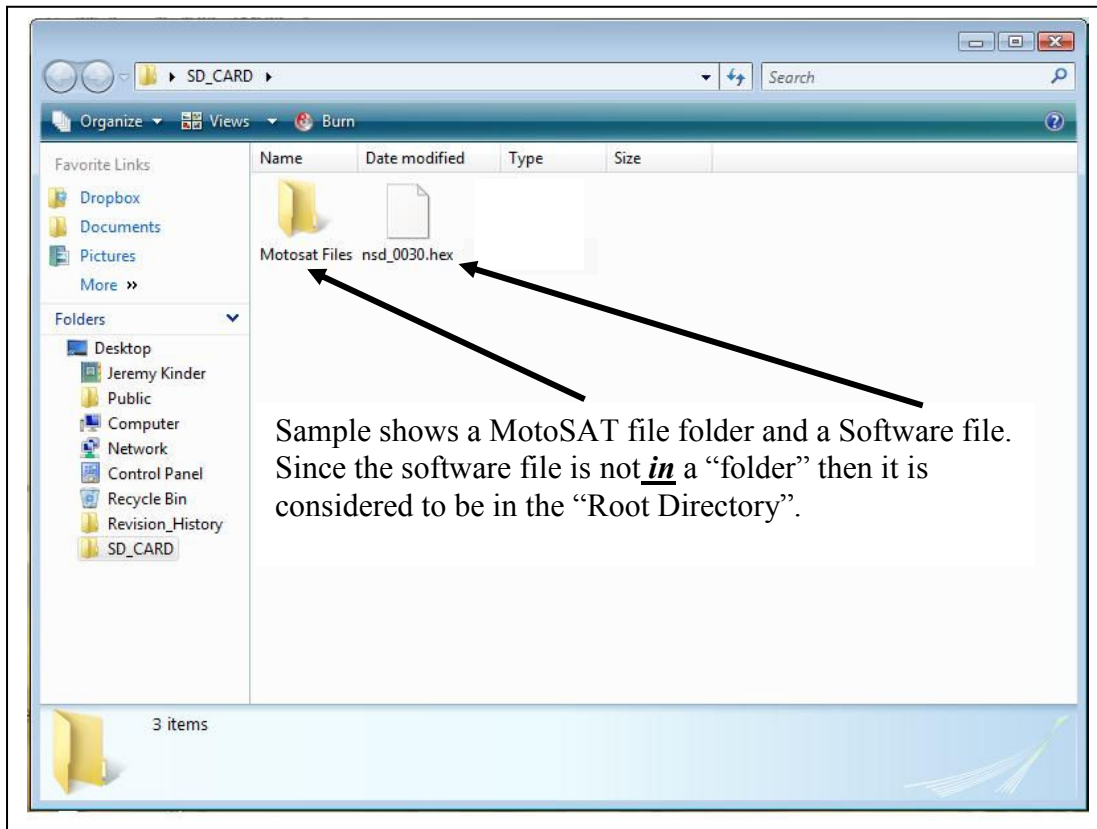 SD_CARD
Search
Organize Views Burn
Favorite Links
Dropbox
Documents
Pictures
More »
Folders
Desktop
Jeremy Kinder
Public
Computer
Network
Control Panel
Recycle Bin
Revision_History
SD_CARD
Name Date modified Type Size
Motosat Files nsd_0030.hex
Sample shows a MotoSAT file folder and a Software file.
Since the software file is not in a “folder” then it is
considered to be in the “Root Directory”.
3 items